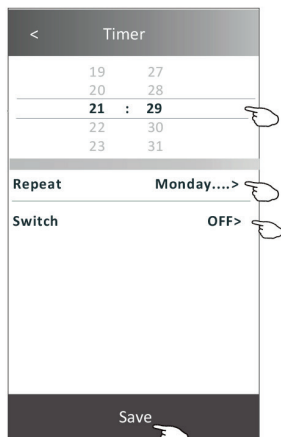 < Timer
19 27
20 28
21 : 29
22 30
23 31
Repeat Monday....>
Switch OFF>
Save